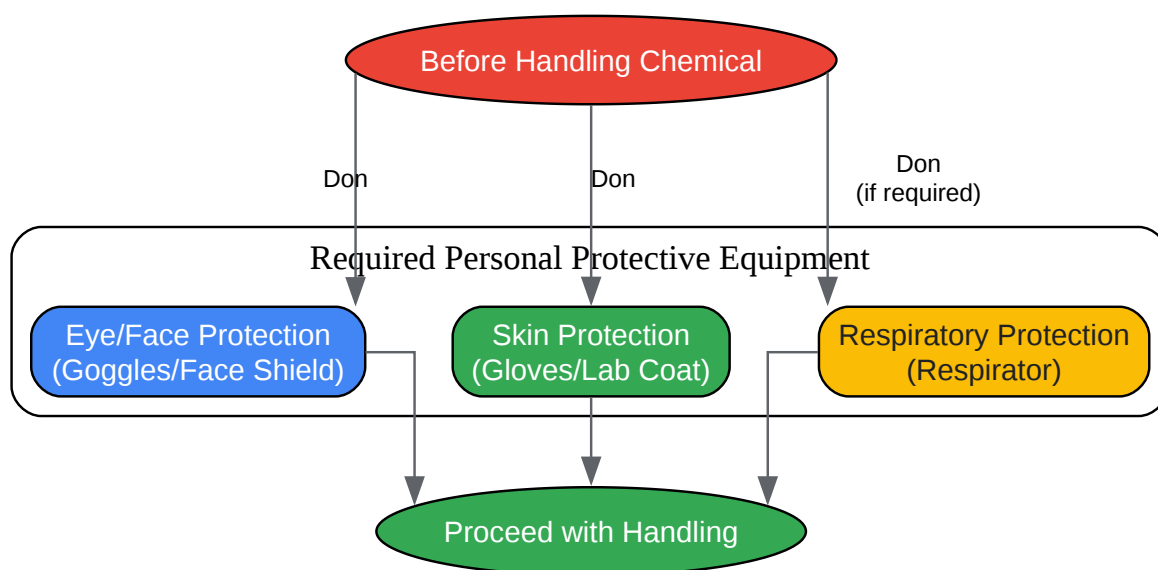 Before Handling Chemical
Don
Don
Don
(if required)
Required Personal Protective Equipment
Eye/Face Protection
(Goggles/Face Shield)
Skin Protection
(Gloves/Lab Coat)
Respiratory Protection
(Respirator)
Proceed with Handling